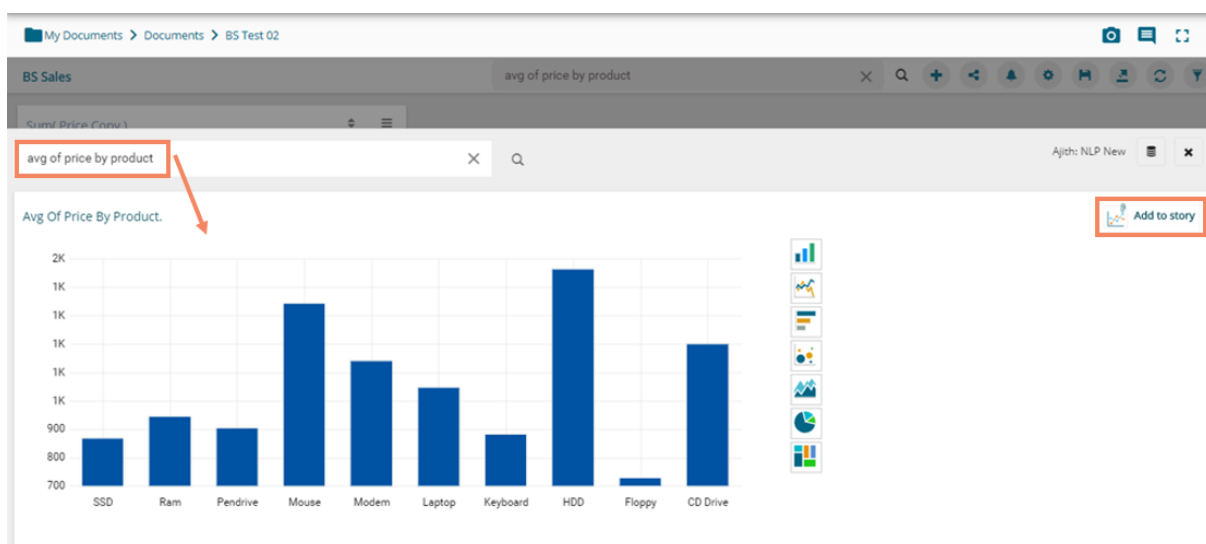 My Documents > Documents > BS Test 02
BS Sales avg of price by product
Sum( Price Copy )
avg of price by product Ajith: NLP New
Avg Of Price By Product. Add to story
2K
1K
1K
1K
1K
1K
900
800
700
SSD Ram Pendrive Mouse Modem Laptop Keyboard HDD Floppy CD Drive